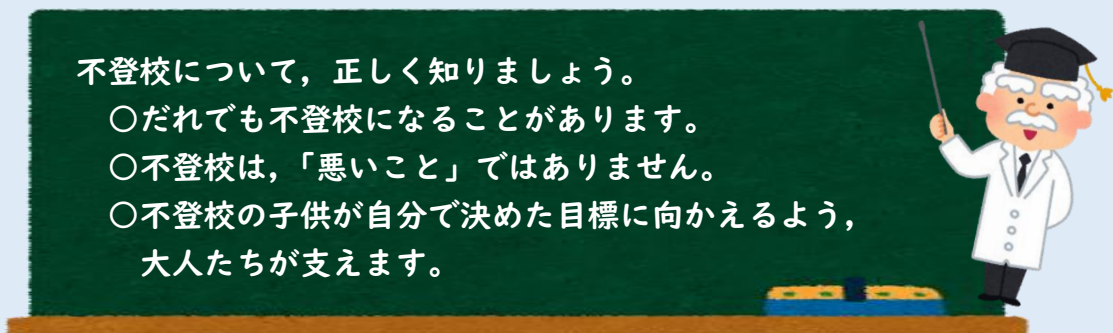 不登校について，正しく知りましょう。
○だれでも不登校になることがあります。
○不登校は，「悪いこと」ではありません。
○不登校の子供が自分で決めた目標に向かえるよう，
大人たちが支えます。